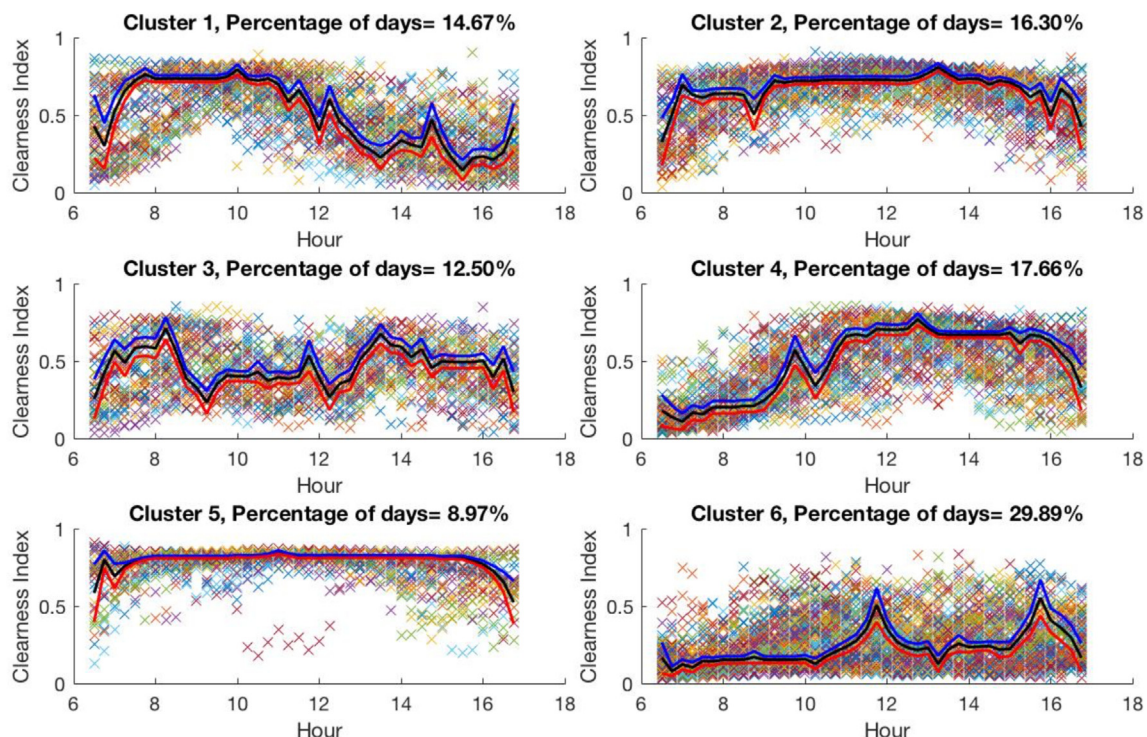 Cluster 1, Percentage of days= 14.67%
Clearness Index
1
0.5
0
6 8 10 12 14 16 18
Hour
Cluster 2, Percentage of days= 16.30%
Clearness Index
1
0.5
0
6 8 10 12 14 16 18
Hour
Cluster 3, Percentage of days= 12.50%
Clearness Index
1
0.5
0
6 8 10 12 14 16 18
Hour
Cluster 4, Percentage of days= 17.66%
Clearness Index
1
0.5
0
6 8 10 12 14 16 18
Hour
Cluster 5, Percentage of days= 8.97%
Clearness Index
1
0.5
0
6 8 10 12 14 16 18
Hour
Cluster 6, Percentage of days= 29.89%
Clearness Index
1
0.5
0
6 8 10 12 14 16 18
Hour